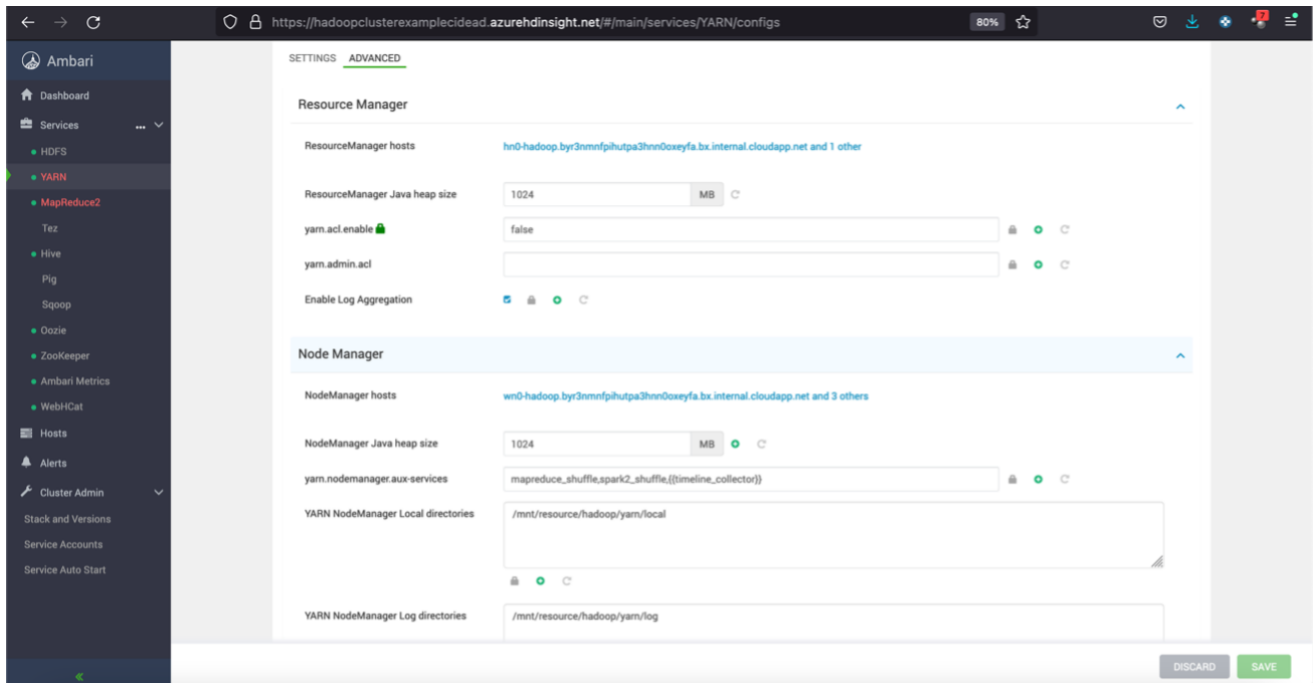 https://hadoopclusterexamplecidead.azurehdinsight.net/#/main/services/YARN/configs
80%
7
Ambari
Dashboard
Services
...
HDFS
YARN
MapReduce2
Tez
Hive
Pig
Sqoop
Oozie
ZooKeeper
Ambari Metrics
WebHCat
Hosts
Alerts
Cluster Admin
Stack and Versions
Service Accounts
Service Auto Start
SETTINGS ADVANCED
Resource Manager
ResourceManager hosts hn0-hadoop.byr3nmnfpihutpa3hnn0oxeyfa.bx.internal.cloudapp.net and 1 other
ResourceManager Java heap size 1024 MB
yarn.acl.enable false
yarn.admin.acl
Enable Log Aggregation
Node Manager
NodeManager hosts wn0-hadoop.byr3nmnfpihutpa3hnn0oxeyfa.bx.internal.cloudapp.net and 3 others
NodeManager Java heap size 1024 MB
yarn.nodemanager.aux-services mapreduce_shuffle,spark2_shuffle,{{timeline_collector}}
YARN NodeManager Local directories /mnt/resource/hadoop/yarn/local
YARN NodeManager Log directories /mnt/resource/hadoop/yarn/log
DISCARD SAVE